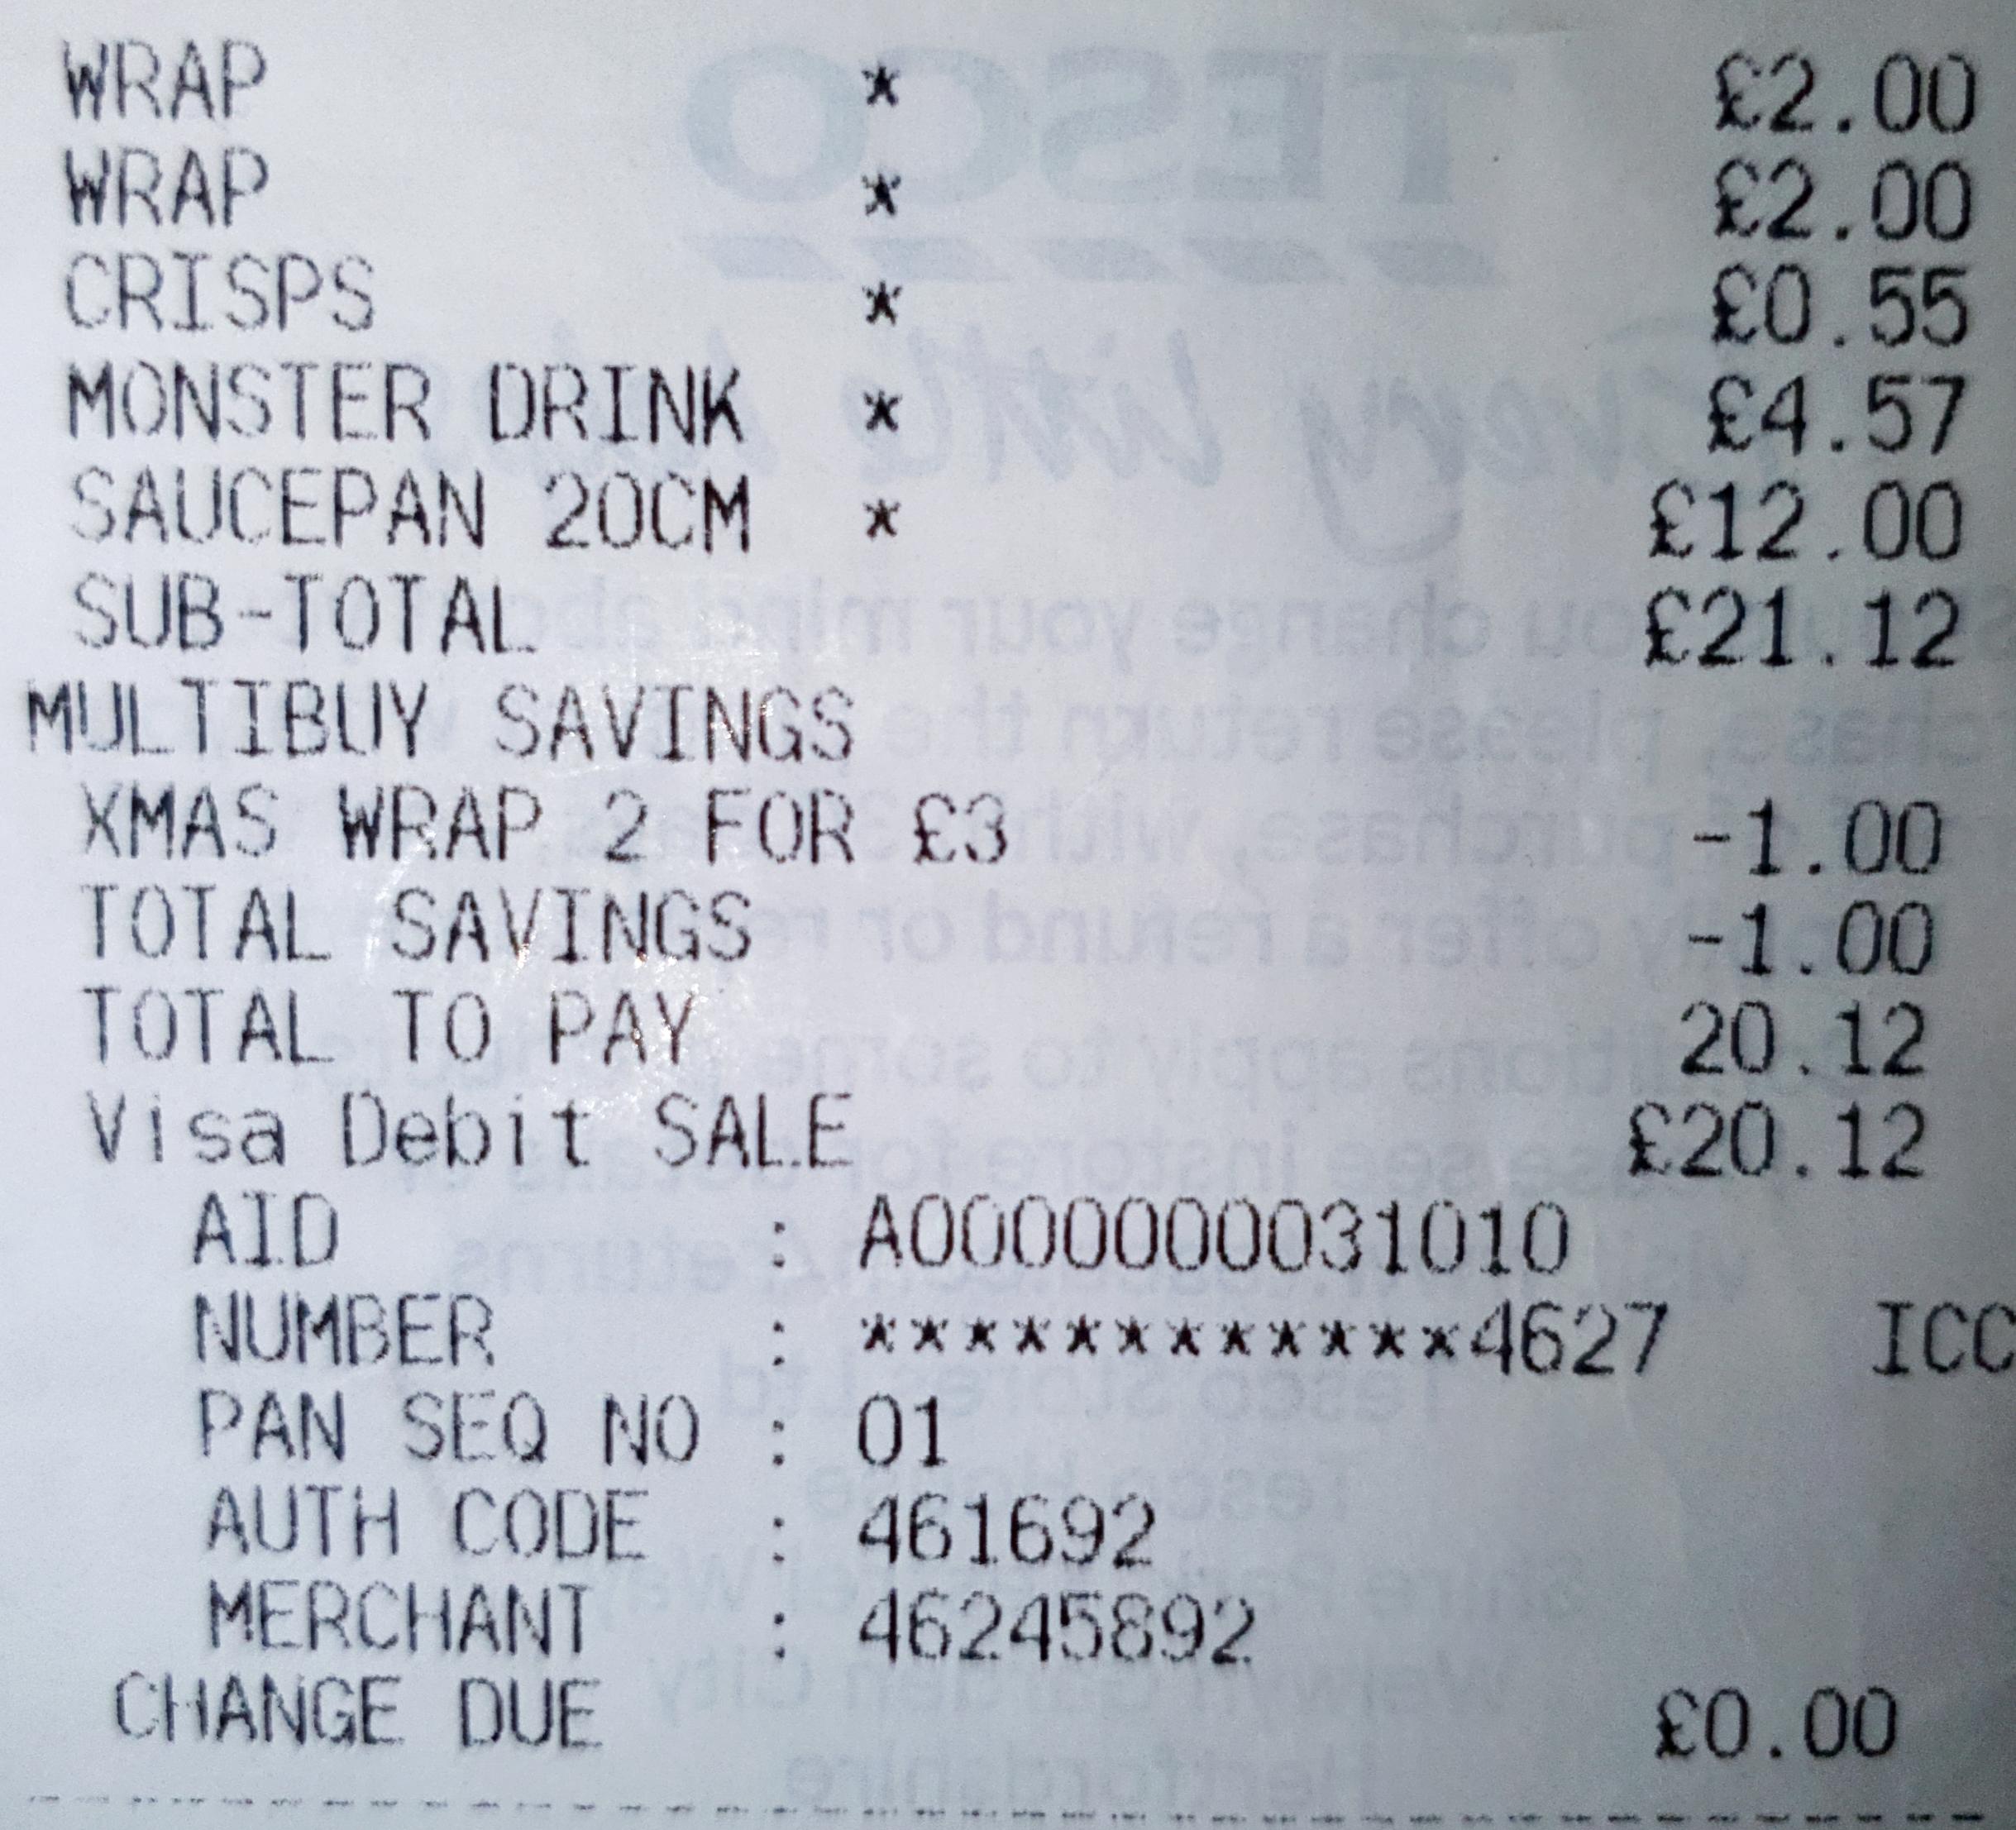 WRAP * £2.00
WRAP * £2.00
CRISPS * £0.55
MONSTER DRINK * £4.57
SAUCEPAN 20CM * £12.00
SUB-TOTAL £21.12
MULTIBUY SAVINGS
XMAS WRAP 2 FOR £3 -1.00
TOTAL SAVINGS -1.00
TOTAL TO PAY 20.12
Visa Debit SALE £20.12
AID : A0000000031010
NUMBER : ************4627 ICC
PAN SEQ NO : 01
AUTH CODE : 461692
MERCHANT : 46245892
CHANGE DUE £0.00